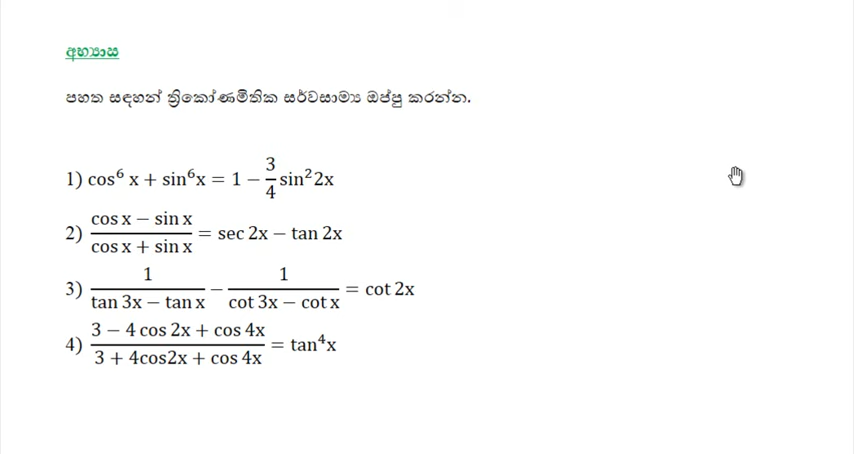 අභ්‍යාස
පහත සඳහන් ත්‍රිකෝණමිතික සර්වසාම්‍ය ඔප්පු කරන්න.
1) cos⁶ x + sin⁶x = 1 − 3/4 sin²2x
2) (cos x − sin x)/(cos x + sin x) = sec 2x − tan 2x
3) 1/(tan 3x − tan x) − 1/(cot 3x − cot x) = cot 2x
4) (3 − 4 cos 2x + cos 4x)/(3 + 4cos2x + cos 4x) = tan⁴x